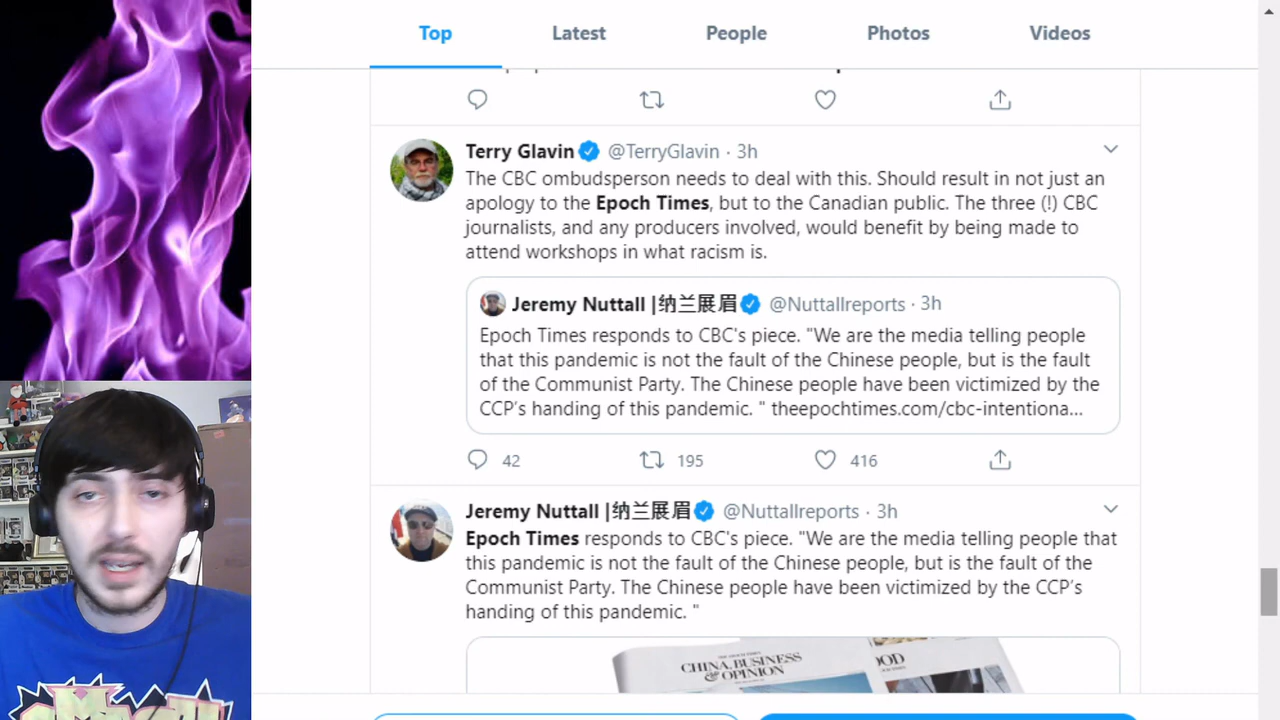 Top Latest People Photos Videos
Terry Glavin @TerryGlavin · 3h
The CBC ombudsperson needs to deal with this. Should result in not just an
apology to the Epoch Times, but to the Canadian public. The three (!) CBC
journalists, and any producers involved, would benefit by being made to
attend workshops in what racism is.
Jeremy Nuttall |纳兰展眉 @Nuttallreports · 3h
Epoch Times responds to CBC's piece. "We are the media telling people
that this pandemic is not the fault of the Chinese people, but is the fault
of the Communist Party. The Chinese people have been victimized by the
CCP’s handing of this pandemic. " theepochtimes.com/cbc-intentiona...
42 195 416
Jeremy Nuttall |纳兰展眉 @Nuttallreports · 3h
Epoch Times responds to CBC's piece. "We are the media telling people that
this pandemic is not the fault of the Chinese people, but is the fault of the
Communist Party. The Chinese people have been victimized by the CCP’s
handing of this pandemic. "
THE EPOCH TIMES
CHINA, BUSINESS
& OPINION